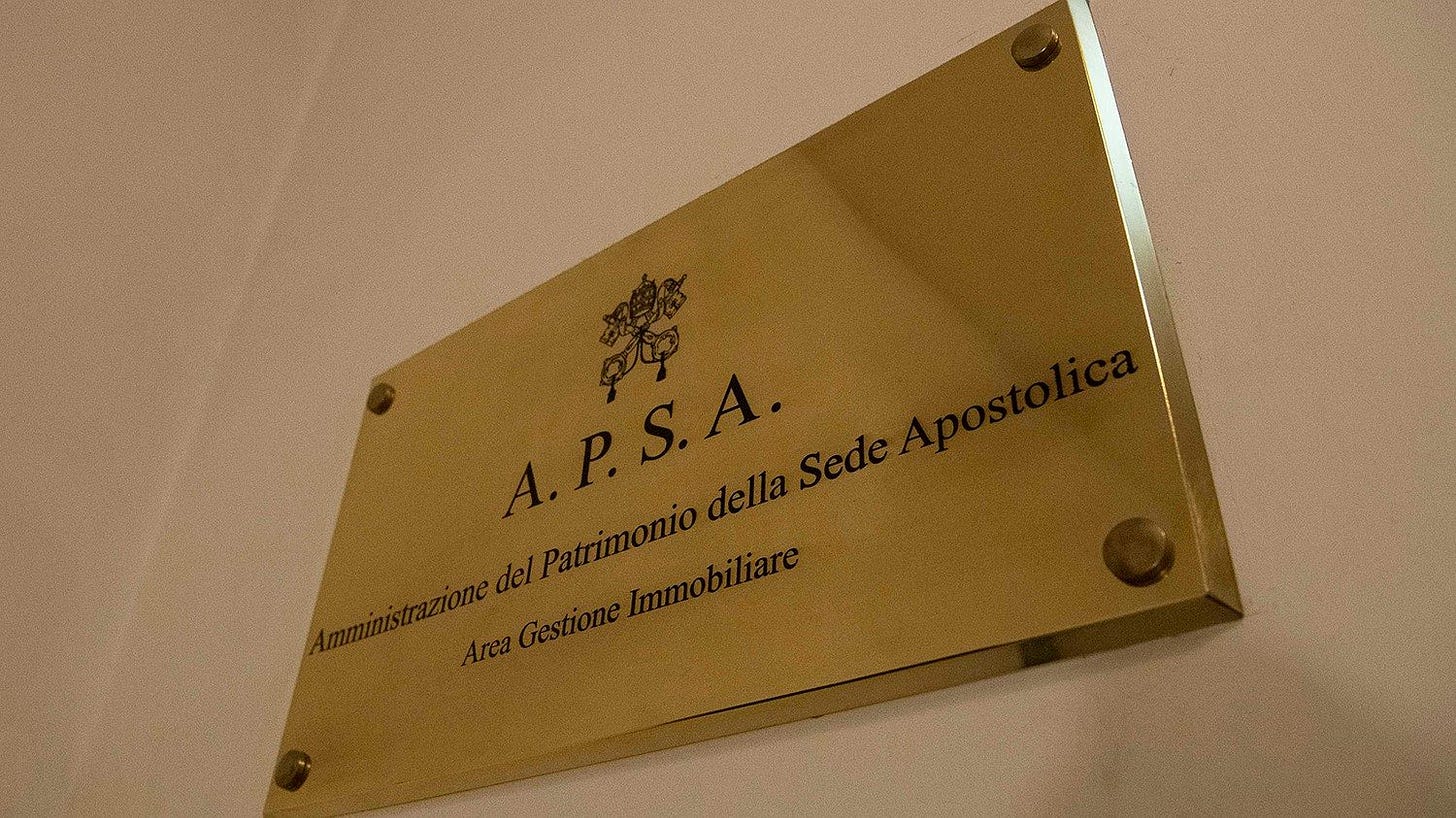 A. P. S. A.
Amministrazione del Patrimonio della Sede Apostolica
Area Gestione Immobiliare